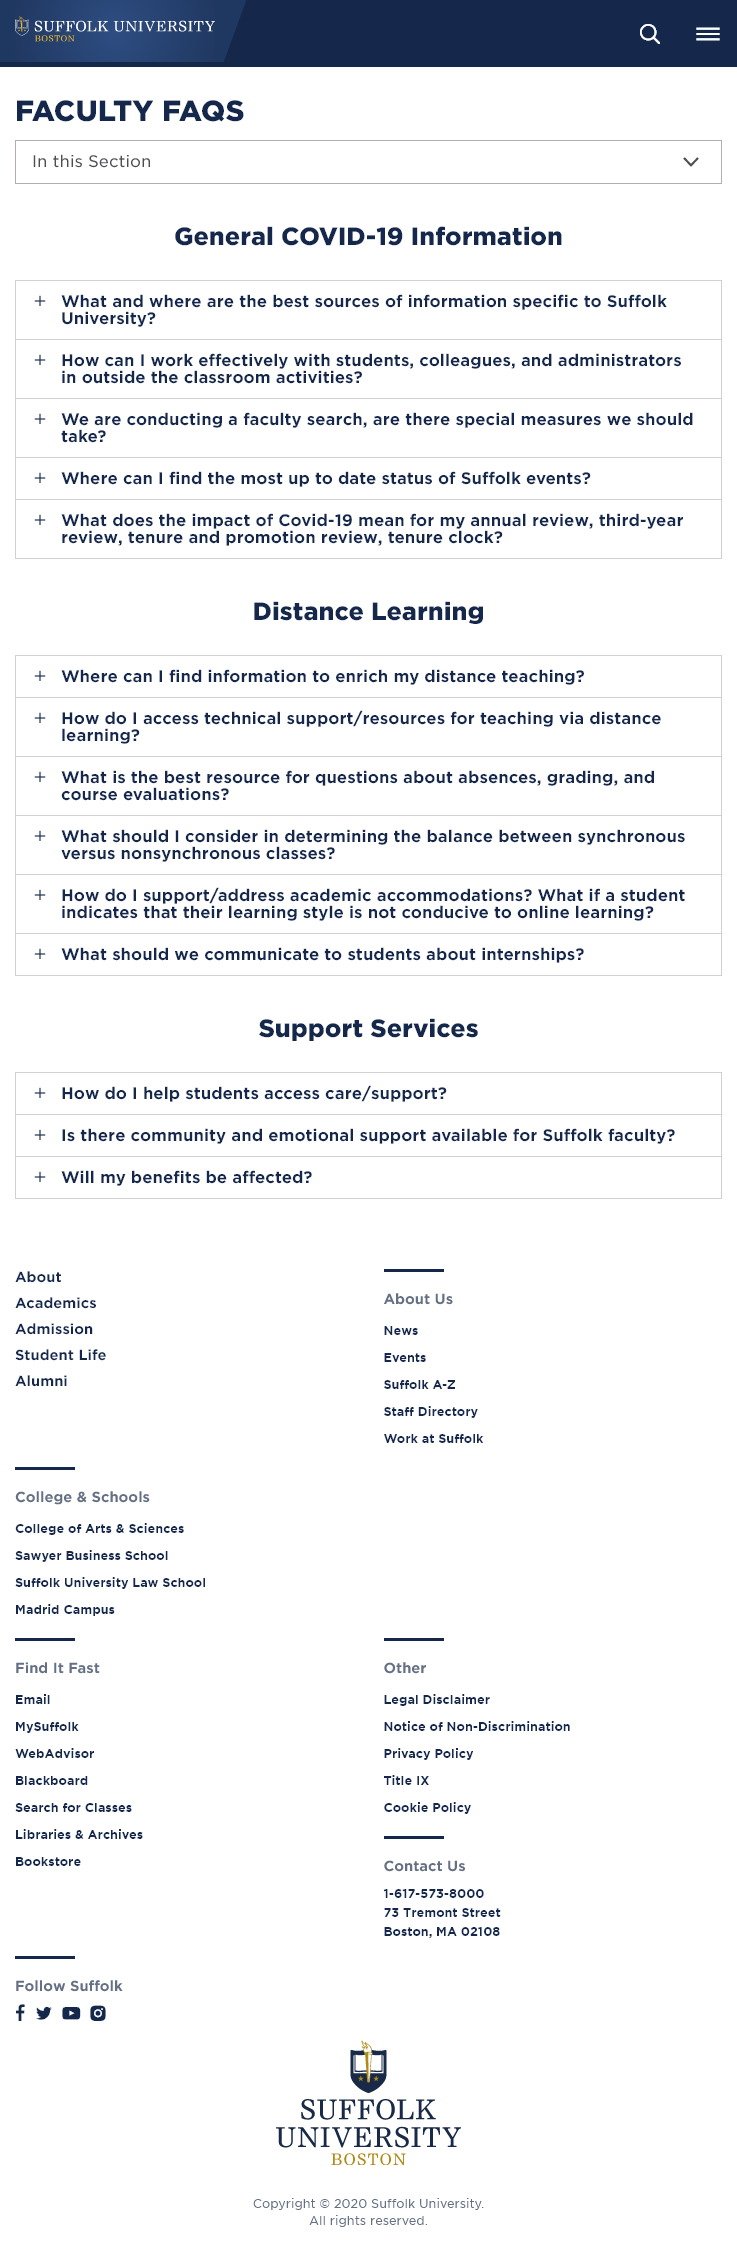 SUFFOLK UNIVERSITY
BOSTON
FACULTY FAQS
In this Section
General COVID-19 Information
What and where are the best sources of information specific to Suffolk
University?
How can I work effectively with students, colleagues, and administrators
in outside the classroom activities?
We are conducting a faculty search, are there special measures we should
take?
Where can I find the most up to date status of Suffolk events?
What does the impact of Covid-19 mean for my annual review, third-year
review, tenure and promotion review, tenure clock?
Distance Learning
Where can I find information to enrich my distance teaching?
How do I access technical support/resources for teaching via distance
learning?
What is the best resource for questions about absences, grading, and
course evaluations?
What should I consider in determining the balance between synchronous
versus nonsynchronous classes?
How do I support/address academic accommodations? What if a student
indicates that their learning style is not conducive to online learning?
What should we communicate to students about internships?
Support Services
How do I help students access care/support?
Is there community and emotional support available for Suffolk faculty?
Will my benefits be affected?
About
Academics
Admission
Student Life
Alumni
About Us
News
Events
Suffolk A-Z
Staff Directory
Work at Suffolk
College & Schools
College of Arts & Sciences
Sawyer Business School
Suffolk University Law School
Madrid Campus
Find It Fast
Email
MySuffolk
WebAdvisor
Blackboard
Search for Classes
Libraries & Archives
Bookstore
Other
Legal Disclaimer
Notice of Non-Discrimination
Privacy Policy
Title IX
Cookie Policy
Contact Us
1-617-573-8000
73 Tremont Street
Boston, MA 02108
Follow Suffolk
SUFFOLK
UNIVERSITY
BOSTON
Copyright © 2020 Suffolk University.
All rights reserved.